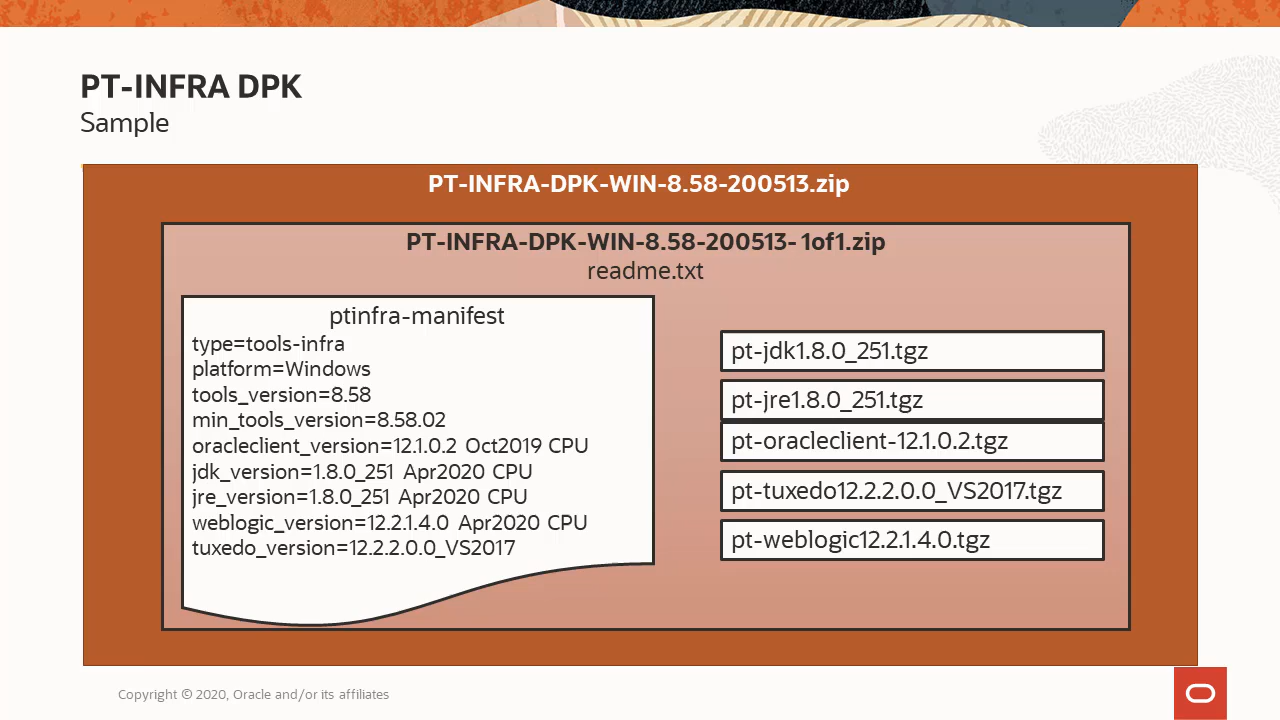 PT-INFRA DPK
Sample
PT-INFRA-DPK-WIN-8.58-200513.zip
PT-INFRA-DPK-WIN-8.58-200513- 1of1.zip
readme.txt
ptinfra-manifest
type=tools-infra
platform=Windows
tools_version=8.58
min_tools_version=8.58.02
oracleclient_version=12.1.0.2 Oct2019 CPU
jdk_version=1.8.0_251 Apr2020 CPU
jre_version=1.8.0_251 Apr2020 CPU
weblogic_version=12.2.1.4.0 Apr2020 CPU
tuxedo_version=12.2.2.0.0_VS2017
pt-jdk1.8.0_251.tgz
pt-jre1.8.0_251.tgz
pt-oracleclient-12.1.0.2.tgz
pt-tuxedo12.2.2.0.0_VS2017.tgz
pt-weblogic12.2.1.4.0.tgz
Copyright © 2020, Oracle and/or its affiliates